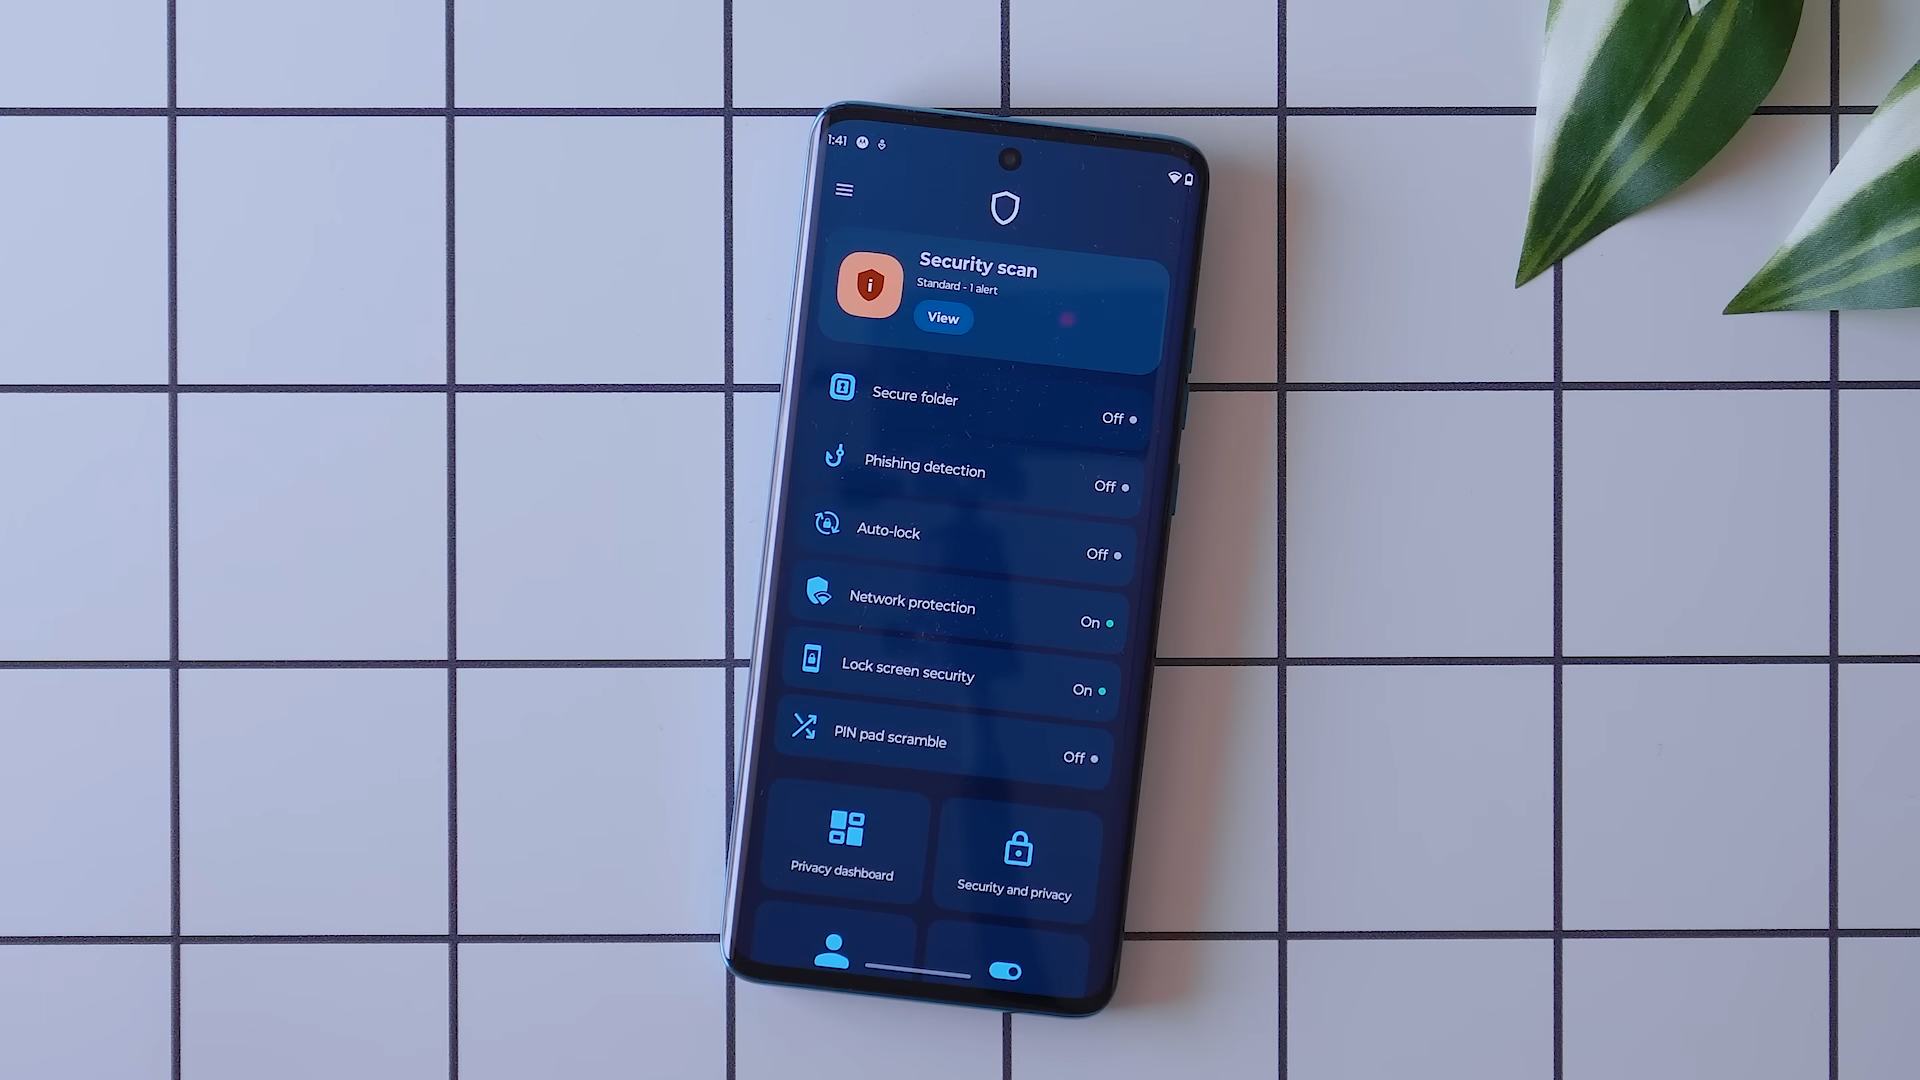 1:41
Security scan
Standard - 1 alert
View
Secure folder
Off
Phishing detection
Off
Auto-lock
Off
Network protection
On
Lock screen security
On
PIN pad scramble
Off
Privacy dashboard
Security and privacy